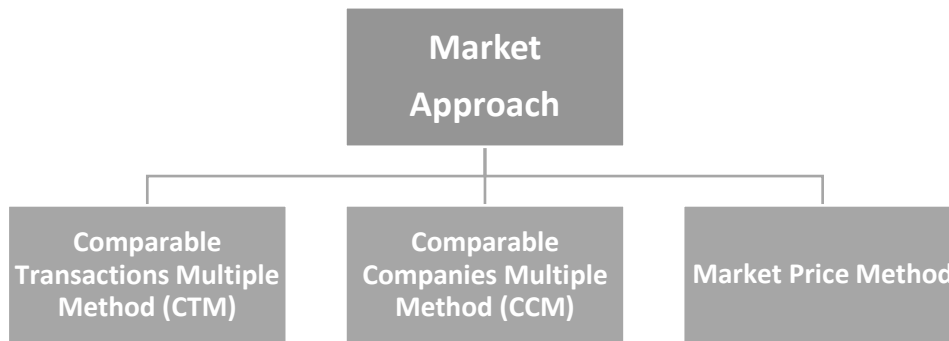 Market
Approach
Comparable
Transactions Multiple
Method (CTM)
Comparable
Companies Multiple
Method (CCM)
Market Price Method